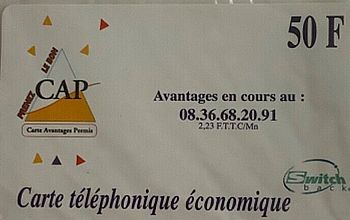 50 F
PRENEZ LE BON
CAP
Carte Avantages Permis
Avantages en cours au :
08.36.68.20.91
2,23 F.T.T.C/Mn
Switch
back
Carte téléphonique économique